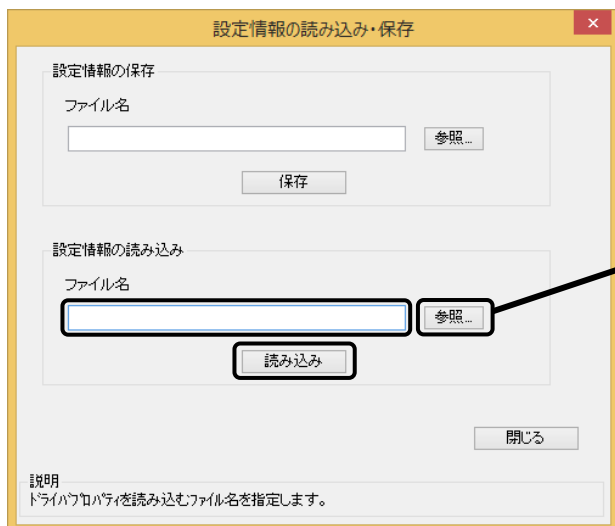 設定情報の読み込み・保存
設定情報の保存
ファイル名
参照...
保存
設定情報の読み込み
ファイル名
参照...
読み込み
閉じる
説明
ﾄﾞﾗｲﾊﾞﾌﾟﾛﾊﾟﾃｨを読み込むﾌｧｲﾙ名を指定します。